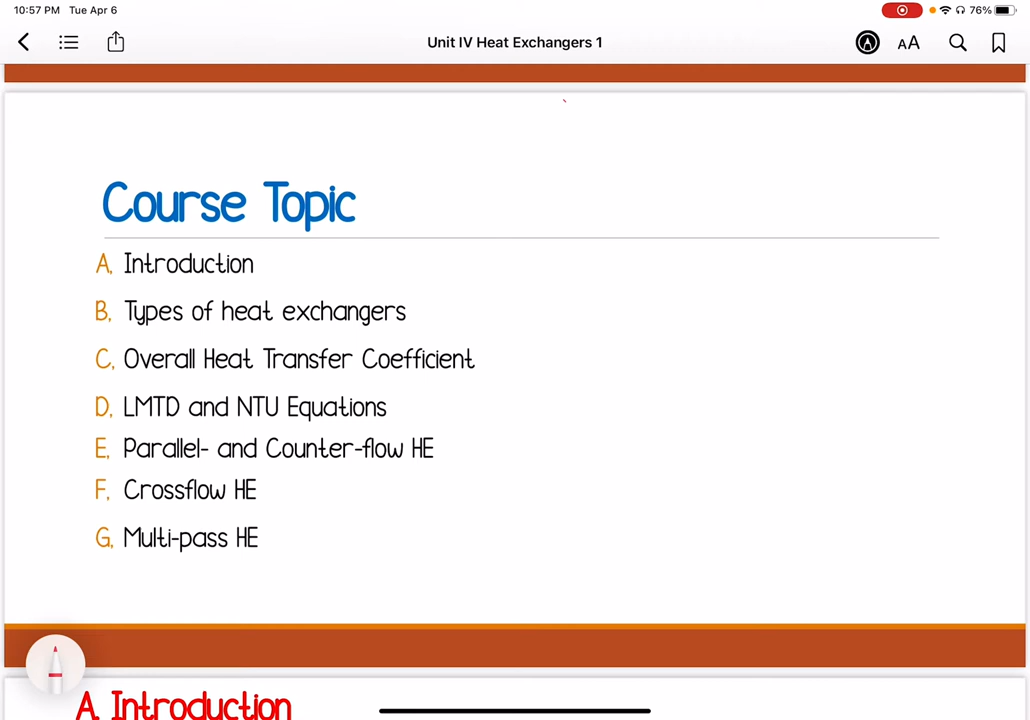 10:57 PM Tue Apr 6
76%
Unit IV Heat Exchangers 1
AA
Course Topic
A. Introduction
B. Types of heat exchangers
C. Overall Heat Transfer Coefficient
D. LMTD and NTU Equations
E. Parallel- and Counter-flow HE
F. Crossflow HE
G. Multi-pass HE
A. Introduction